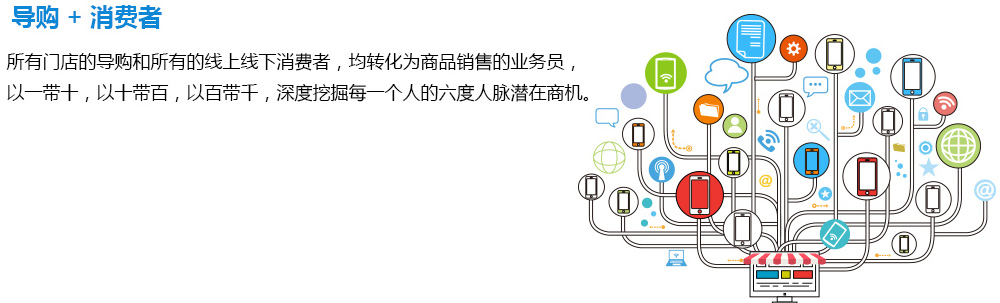 导购 + 消费者
所有门店的导购和所有的线上线下消费者，均转化为商品销售的业务员，
以一带十，以十带百，以百带千，深度挖掘每一个人的六度人脉潜在商机。
@
@